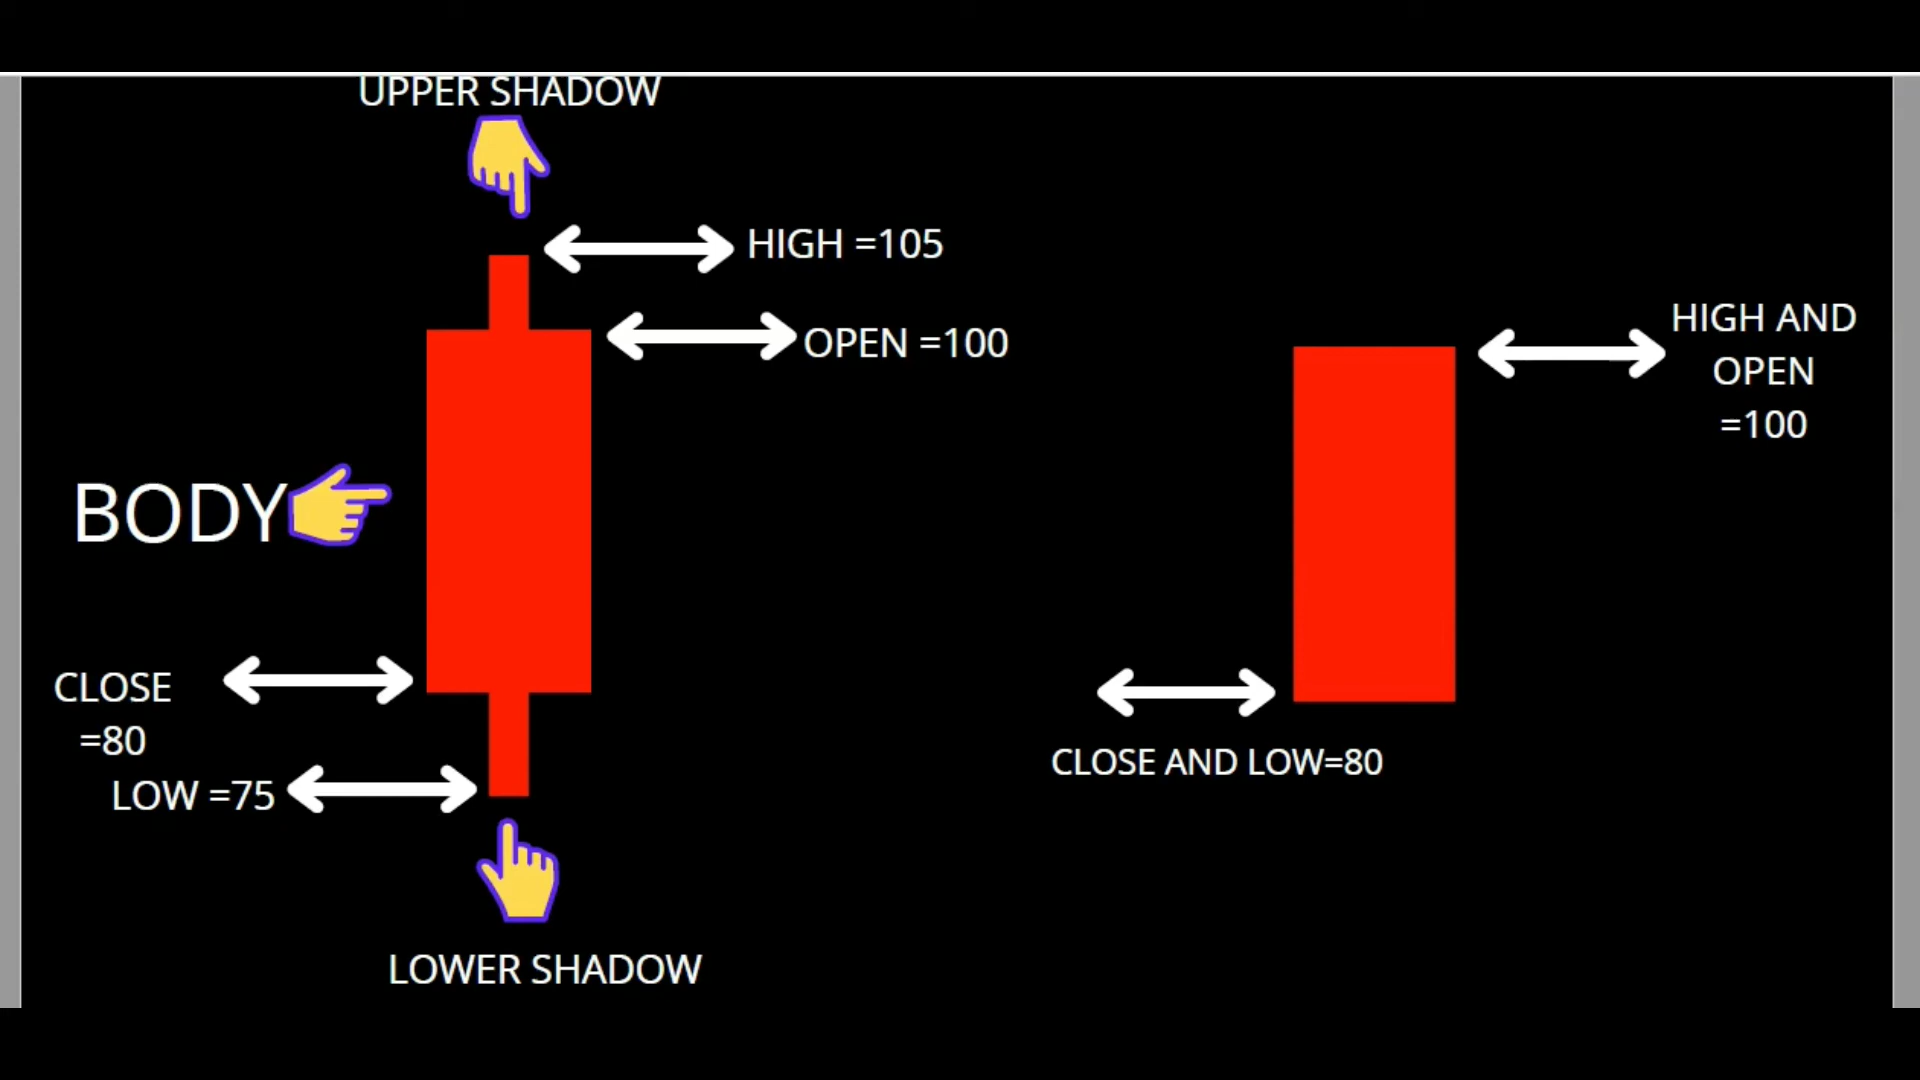 UPPER SHADOW
HIGH =105
OPEN =100
BODY
CLOSE
=80
LOW =75
LOWER SHADOW
HIGH AND
OPEN
=100
CLOSE AND LOW=80